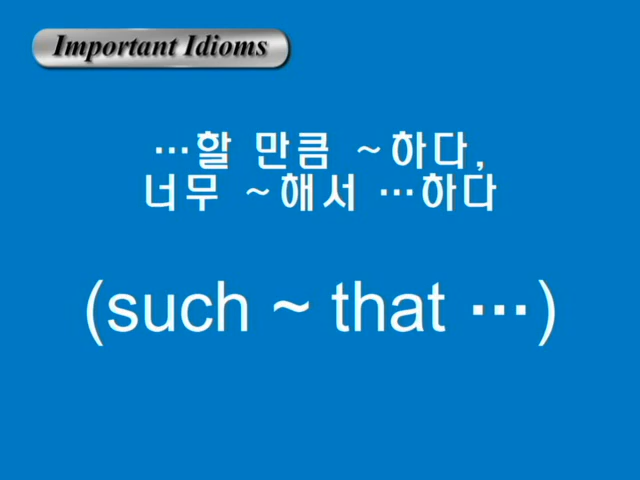 Important Idioms
…할 만큼 ~하다,
너무 ~해서 …하다
(such ~ that …)